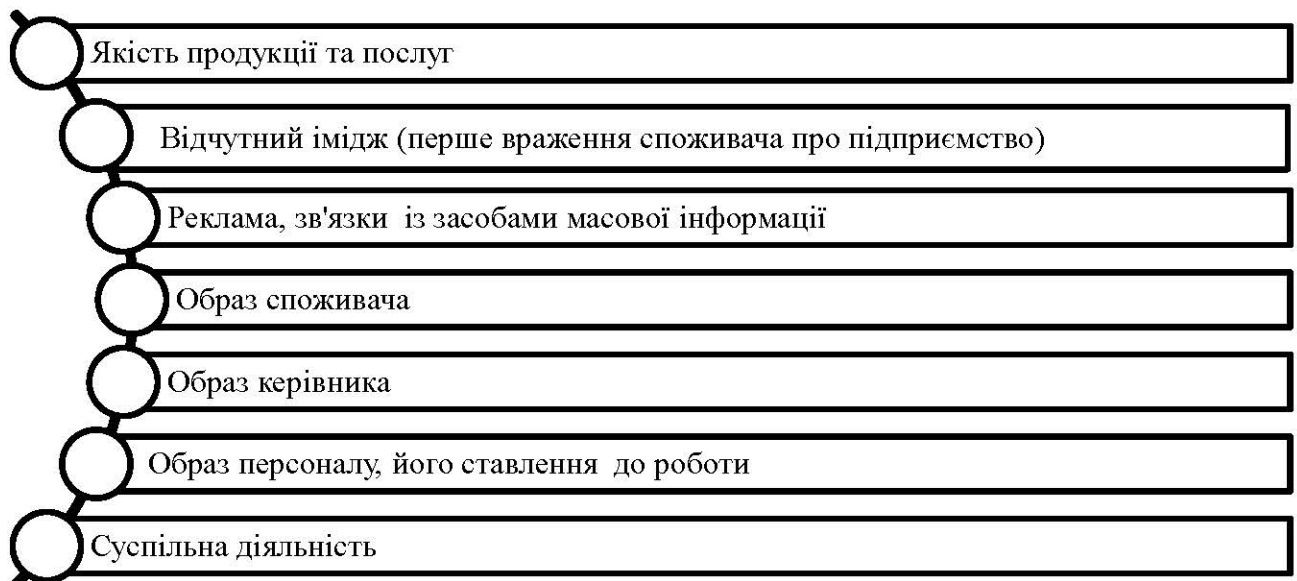 Якість продукції та послуг
Відчутний імідж (перше враження споживача про підприємство)
Реклама, зв'язки  із засобами масової інформації
Образ споживача
Образ керівника
Образ персоналу, його ставлення  до роботи
Суспільна діяльність